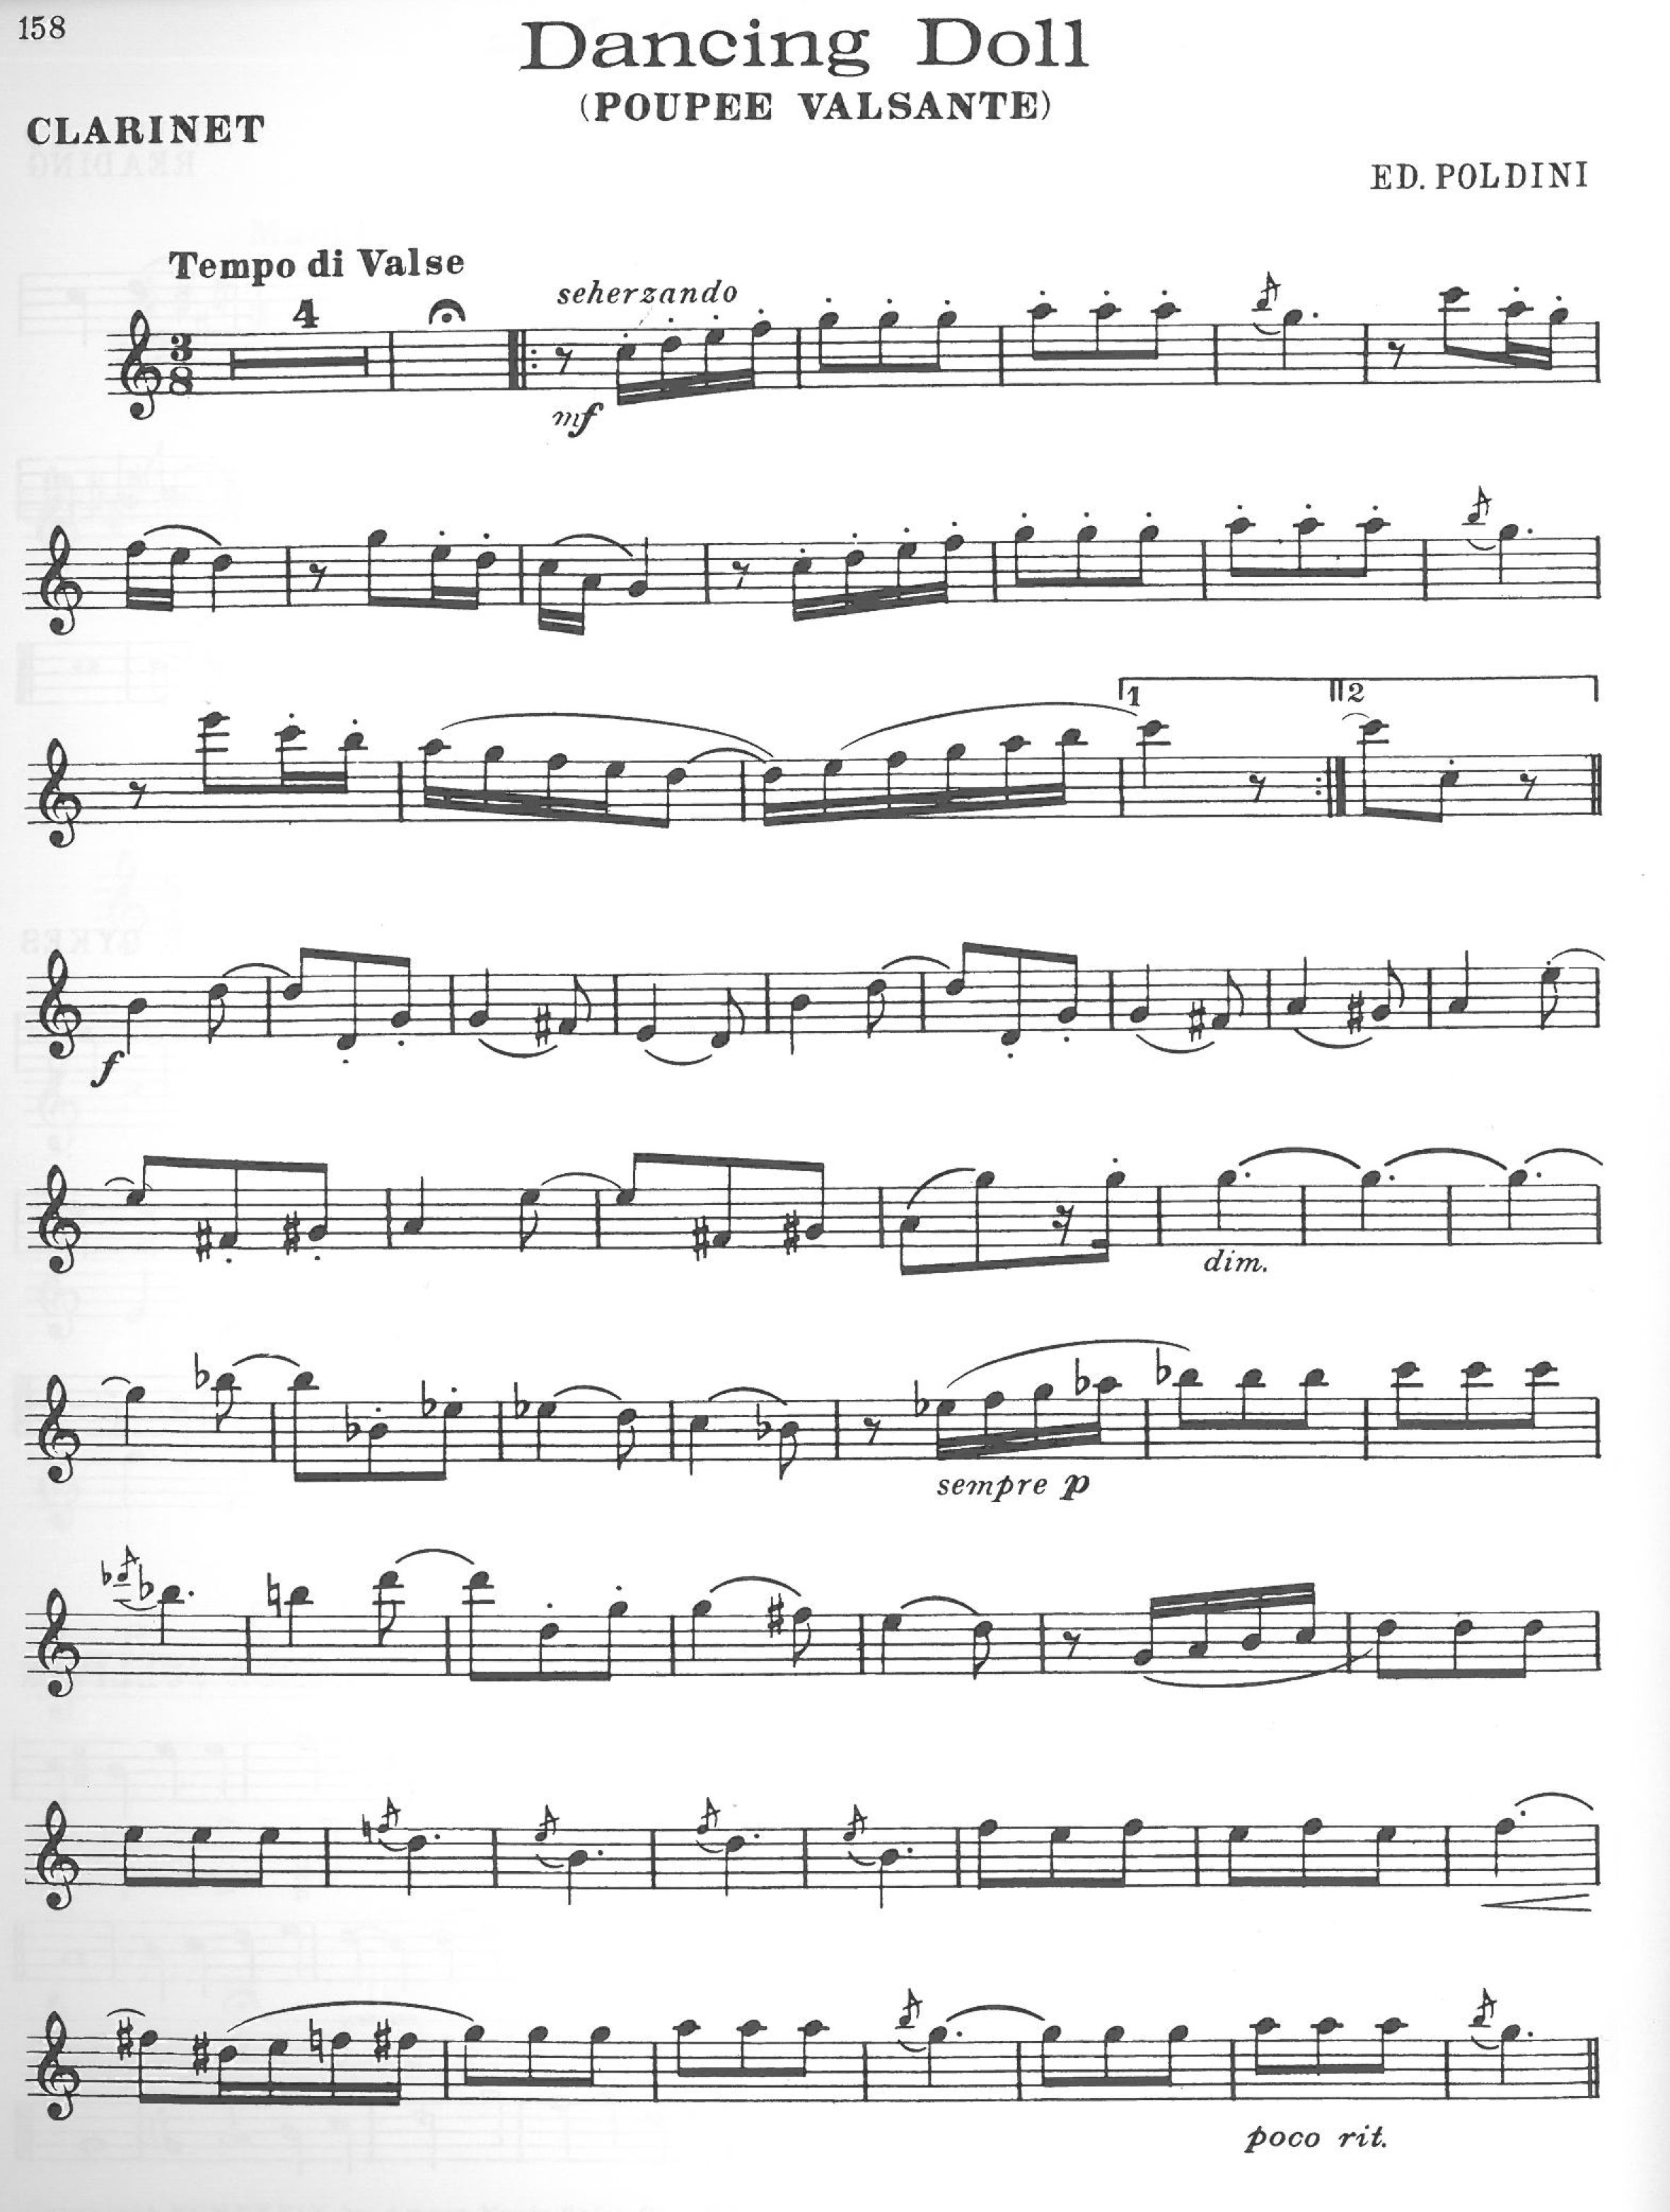 158
Dancing Doll
(POUPEE VALSANTE)
CLARINET
ED. POLDINI
Tempo di Valse
4
seherzando
3
8
mf
1
2
f
dim.
sempre p
poco rit.